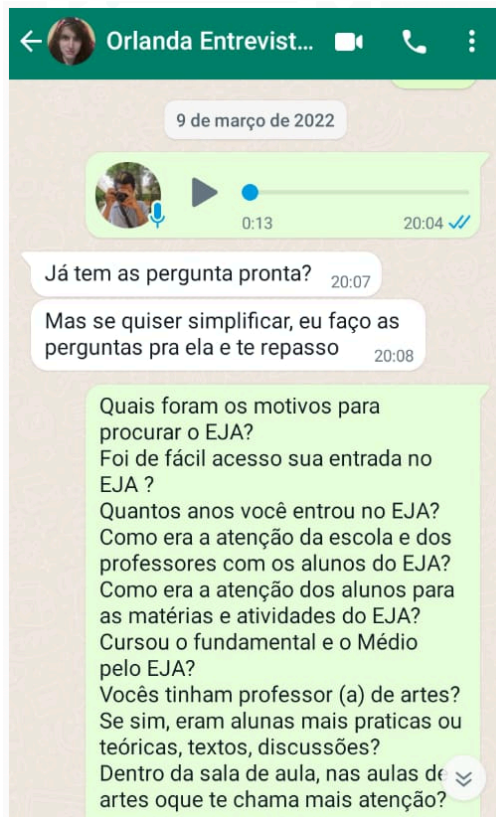 Orlanda Entrevist...
9 de março de 2022
0:13 20:04
Já tem as pergunta pronta? 20:07
Mas se quiser simplificar, eu faço as
perguntas pra ela e te repasso 20:08
Quais foram os motivos para
procurar o EJA?
Foi de fácil acesso sua entrada no
EJA ?
Quantos anos você entrou no EJA?
Como era a atenção da escola e dos
professores com os alunos do EJA?
Como era a atenção dos alunos para
as matérias e atividades do EJA?
Cursou o fundamental e o Médio
pelo EJA?
Vocês tinham professor (a) de artes?
Se sim, eram alunas mais praticas ou
teóricas, textos, discussões?
Dentro da sala de aula, nas aulas de
artes oque te chama mais atenção?